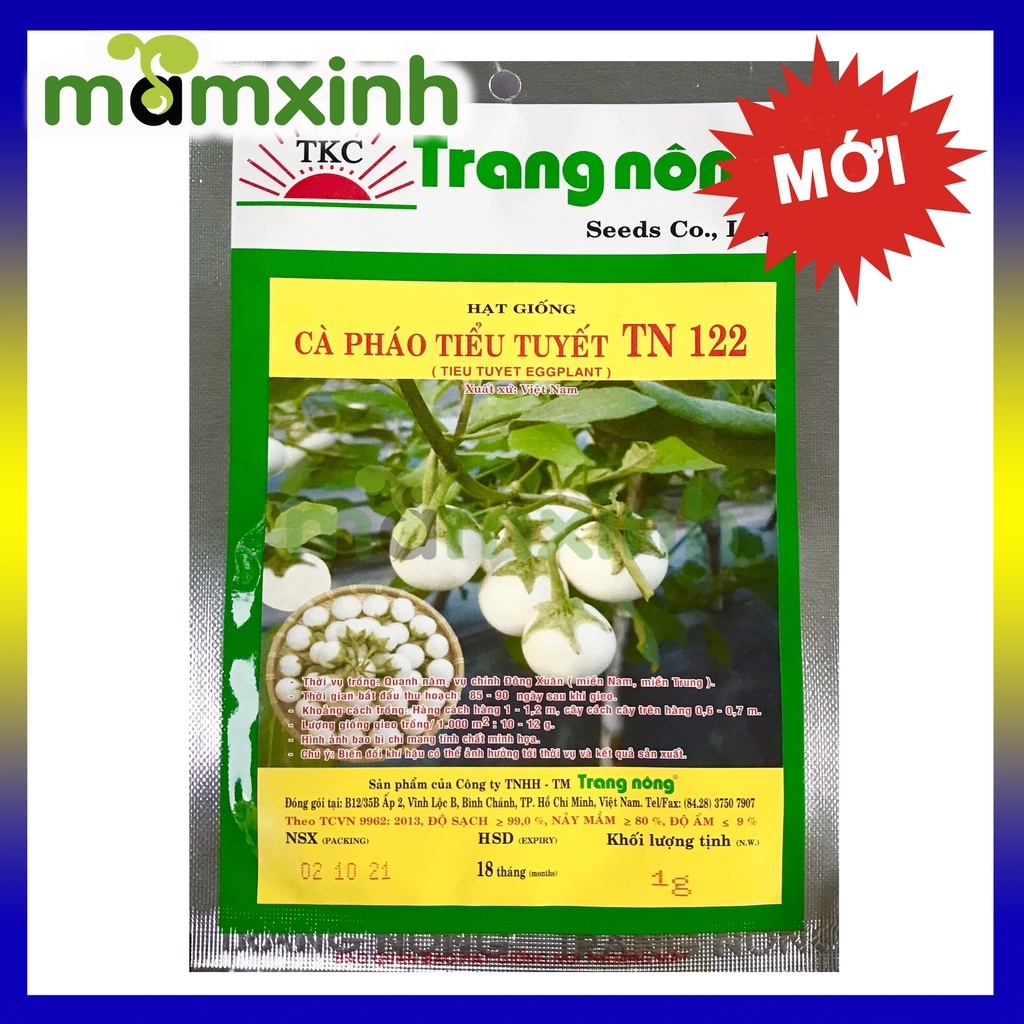 mamxinh
TKC
Trang nôn
Seeds Co.,
MỚI
HẠT GIỐNG
CÀ PHÁO TIỂU TUYẾT TN 122
( TIEU TUYET EGGPLANT )
Xuất xứ: Việt Nam
mamxinh
- Thời vụ trồng: Quanh năm, vụ chính Đông Xuân ( miền Nam, miền Trung ).
- Thời gian bắt đầu thu hoạch: 85 - 90 ngày sau khi gieo.
- Khoảng cách trồng: Hàng cách hàng 1 - 1,2 m, cây cách cây trên hàng 0,6 - 0,7 m.
- Lượng giống gieo trồng/ 1.000 m² : 10 - 12 g.
- Hình ảnh bao bì chỉ mang tính chất minh họa.
- Chú ý: Biến đổi khí hậu có thể ảnh hưởng tới thời vụ và kết quả sản xuất.
Sản phẩm của Công ty TNHH - TM Trang nông®
Đóng gói tại: B12/35B Ấp 2, Vĩnh Lộc B, Bình Chánh, TP. Hồ Chí Minh, Việt Nam. Tel/Fax: (84.28) 3750 7907
Theo TCVN 9962: 2013, ĐỘ SẠCH ≥ 99,0 %, NẢY MẦM ≥ 80 %, ĐỘ ẨM ≤ 9 %
NSX (PACKING) HSD (EXPIRY) Khối lượng tịnh (N.W.)
02 10 21 18 tháng (months) 1g
TRANG NONG TRANG NONG